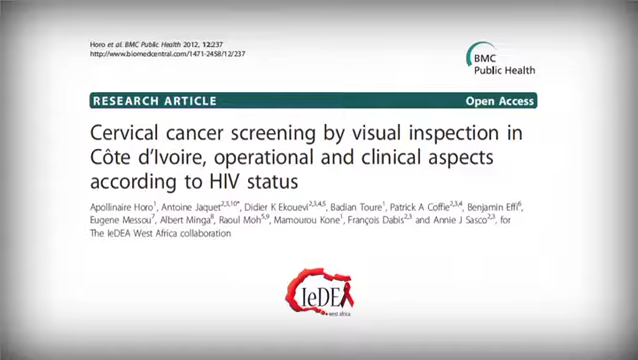 Horo et al. BMC Public Health 2012, 12:237
http://www.biomedcentral.com/1471-2458/12/237
BMC
Public Health
RESEARCH ARTICLE
Open Access
Cervical cancer screening by visual inspection in
Côte d'Ivoire, operational and clinical aspects
according to HIV status
Apollinaire Horo1, Antoine Jaquet2,3,10*, Didier K Ekouevi2,3,4,5, Badian Toure1, Patrick A Coffie2,3,4, Benjamin Effi6,
Eugene Messou7, Albert Minga8, Raoul Moh5,9, Mamourou Kone1, François Dabis2,3 and Annie J Sasco2,3, for
The IeDEA West Africa collaboration
IeDEA
west africa